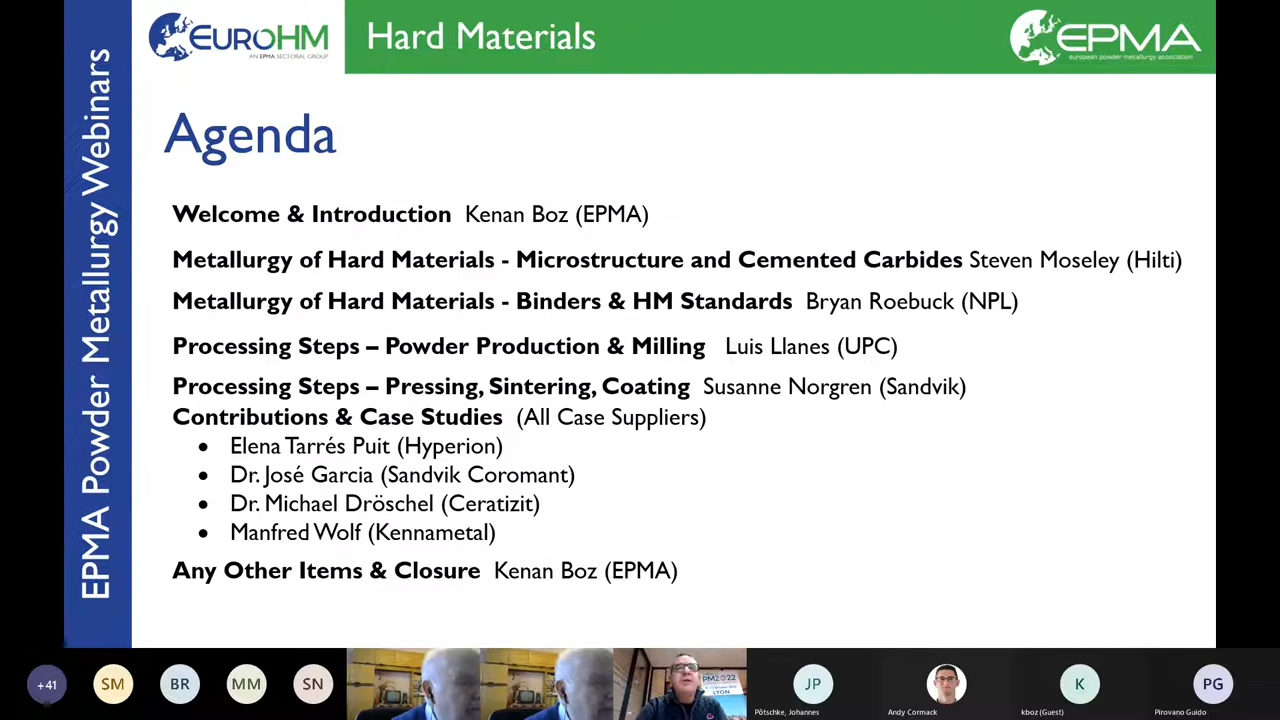 EPMA Powder Metallurgy Webinars
EUROHM
AN EPMA SECTORAL GROUP
Hard Materials
EPMA
european powder metallurgy association
Agenda
Welcome & Introduction Kenan Boz (EPMA)
Metallurgy of Hard Materials - Microstructure and Cemented Carbides Steven Moseley (Hilti)
Metallurgy of Hard Materials - Binders & HM Standards Bryan Roebuck (NPL)
Processing Steps – Powder Production & Milling Luis Llanes (UPC)
Processing Steps – Pressing, Sintering, Coating Susanne Norgren (Sandvik)
Contributions & Case Studies (All Case Suppliers)
• Elena Tarrés Puit (Hyperion)
• Dr. José Garcia (Sandvik Coromant)
• Dr. Michael Dröschel (Ceratizit)
• Manfred Wolf (Kennametal)
Any Other Items & Closure Kenan Boz (EPMA)
+41 SM BR MM SN JP K PG
PM2022
LYON
Pötschke, Johannes Andy Cormack kboz (Guest) Pirovano Guido